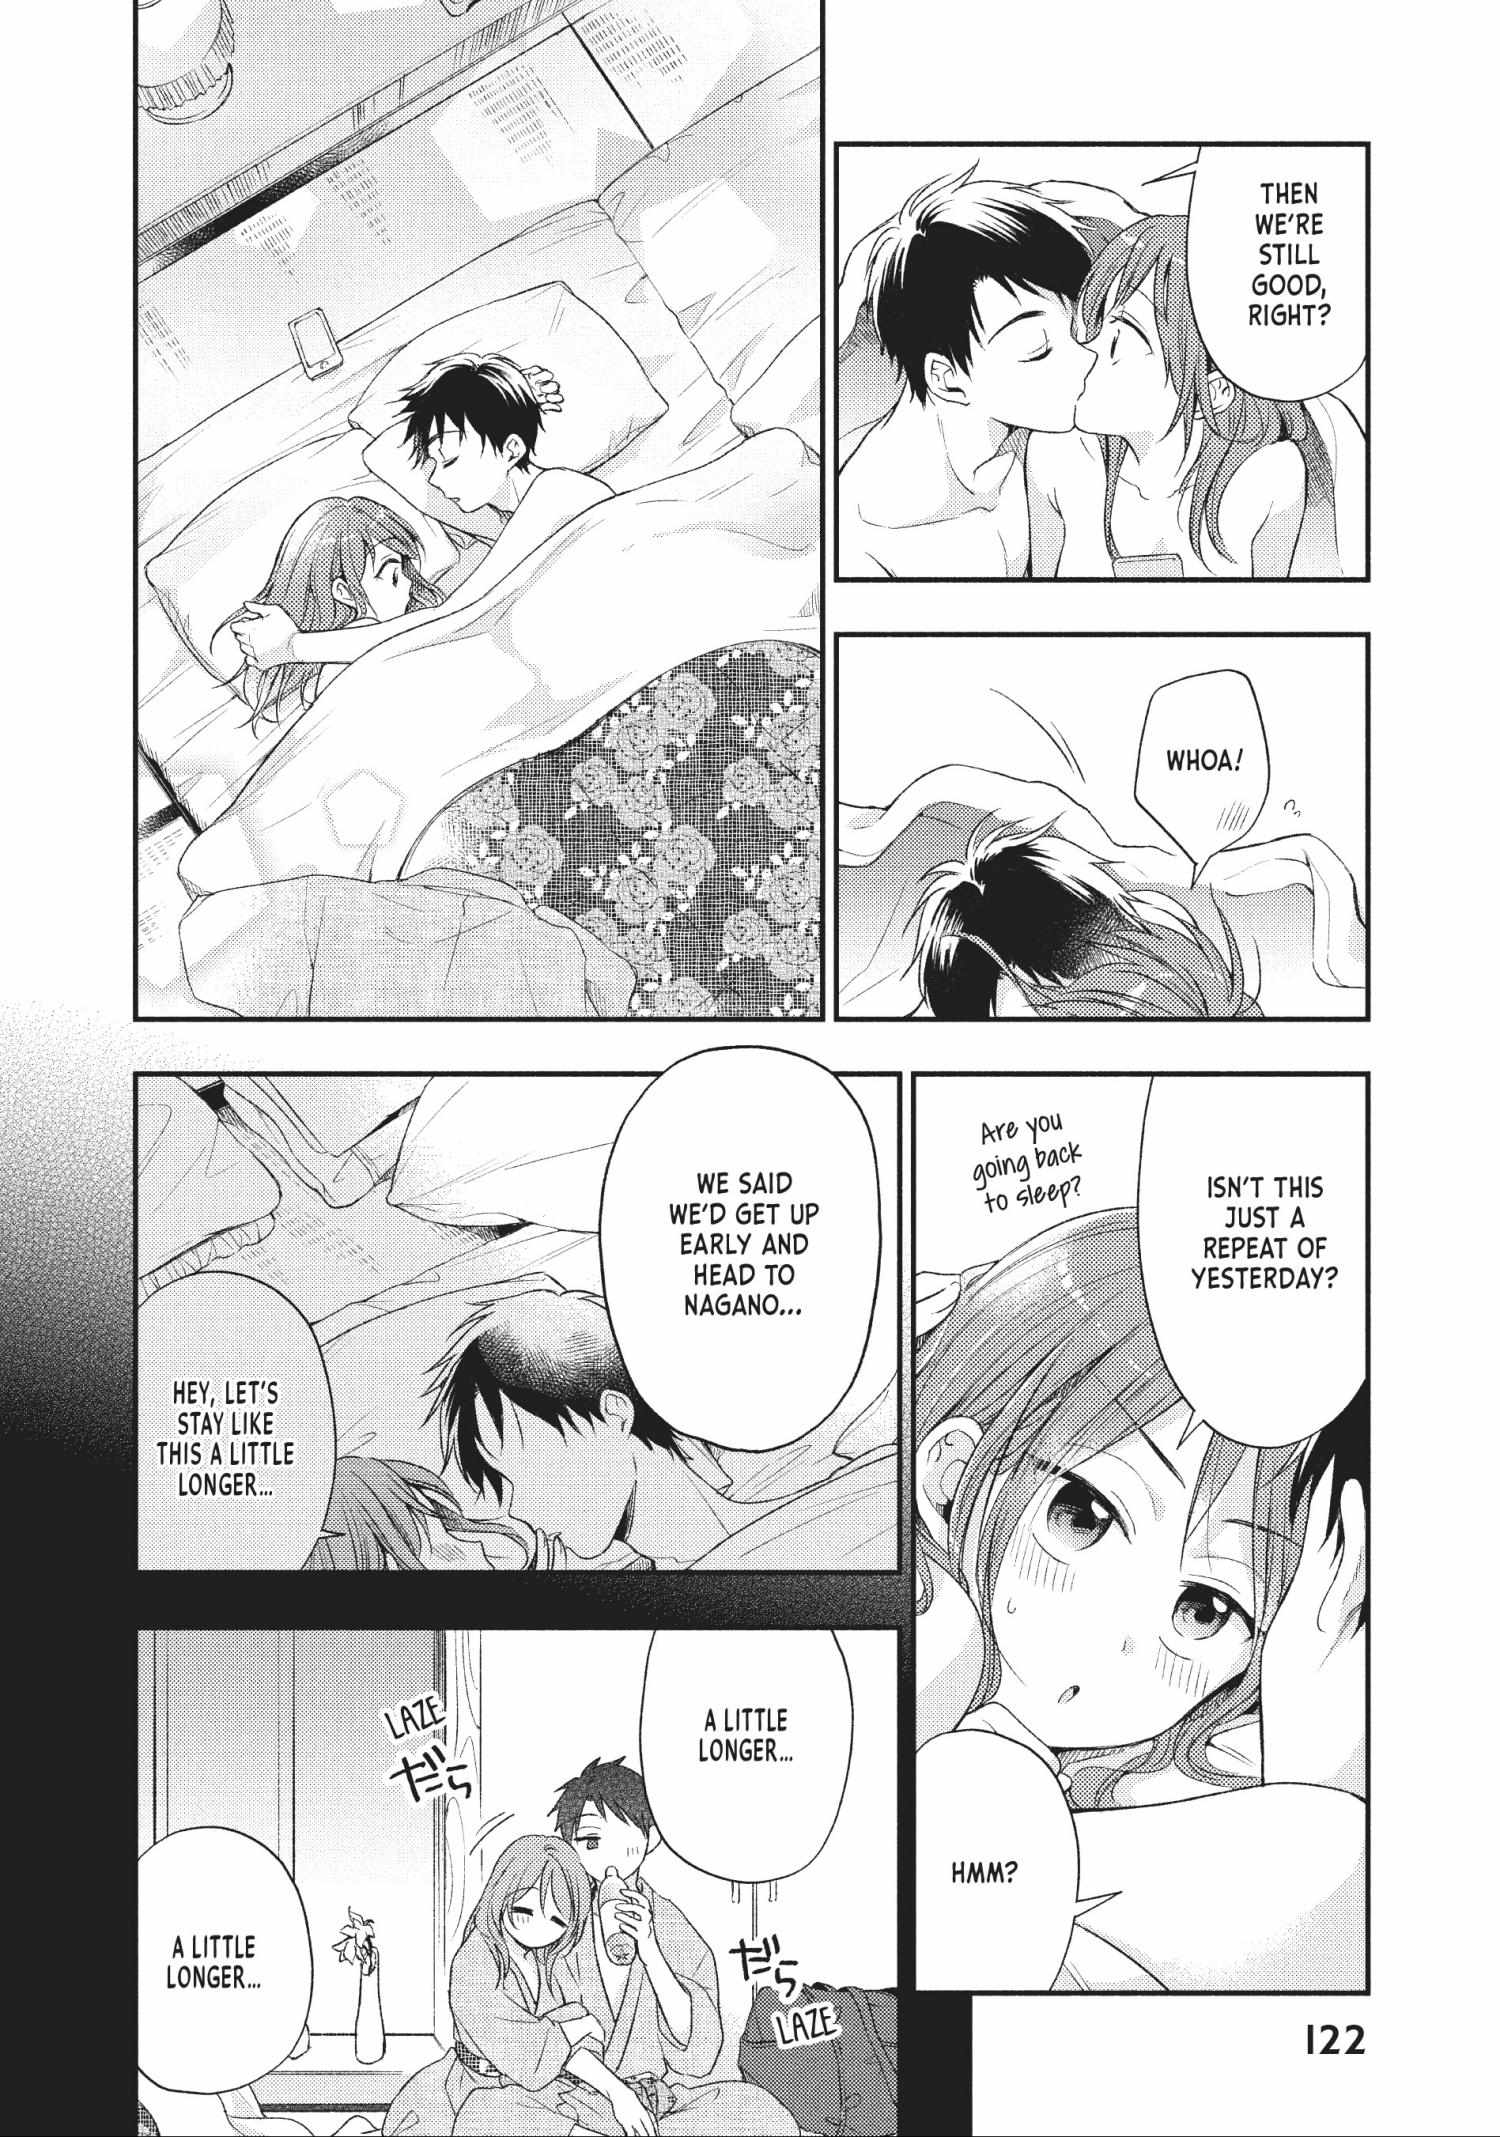 THEN
WE'RE
STILL
GOOD,
RIGHT?
WHOA!
ISN'T THIS
JUST A
REPEAT OF
YESTERDAY?
Are you
going back
to sleep?
HMM?
WE SAID
WE'D GET UP
EARLY AND
HEAD TO
NAGANO...
HEY, LET'S
STAY LIKE
THIS A LITTLE
LONGER...
A LITTLE
LONGER...
LAZE
だら
だら
LAZE
A LITTLE
LONGER...
122